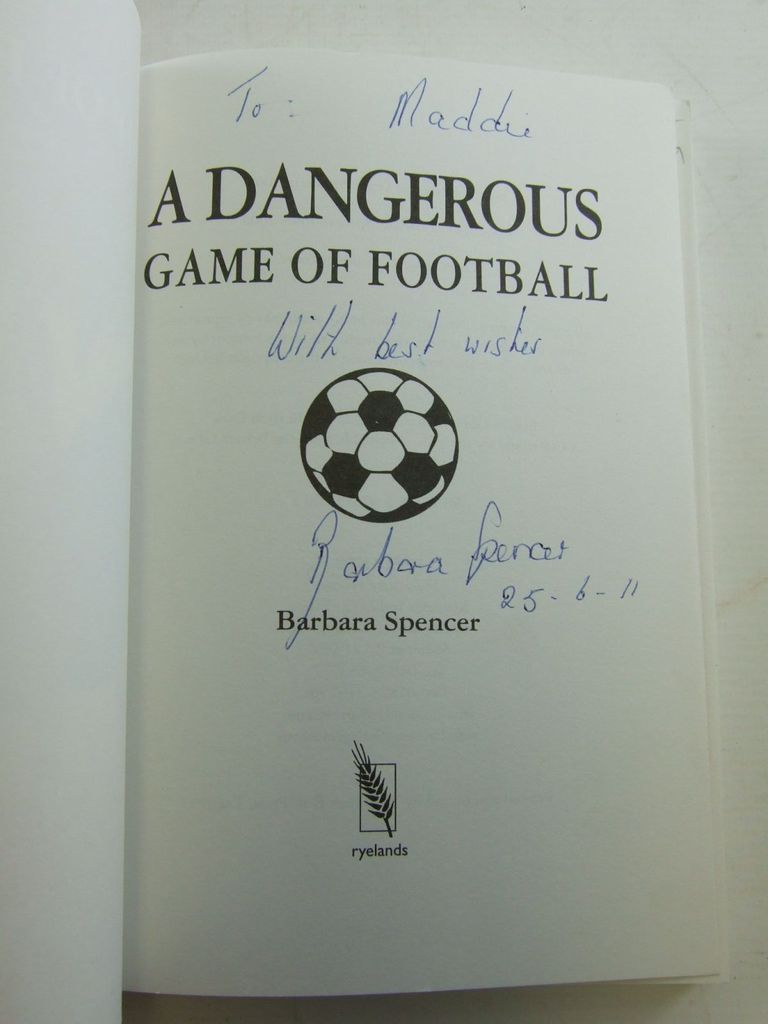 To: Maddie
A DANGEROUS
GAME OF FOOTBALL
With best wishes
Barbara Spencer
25-6-11
Barbara Spencer
ryelands